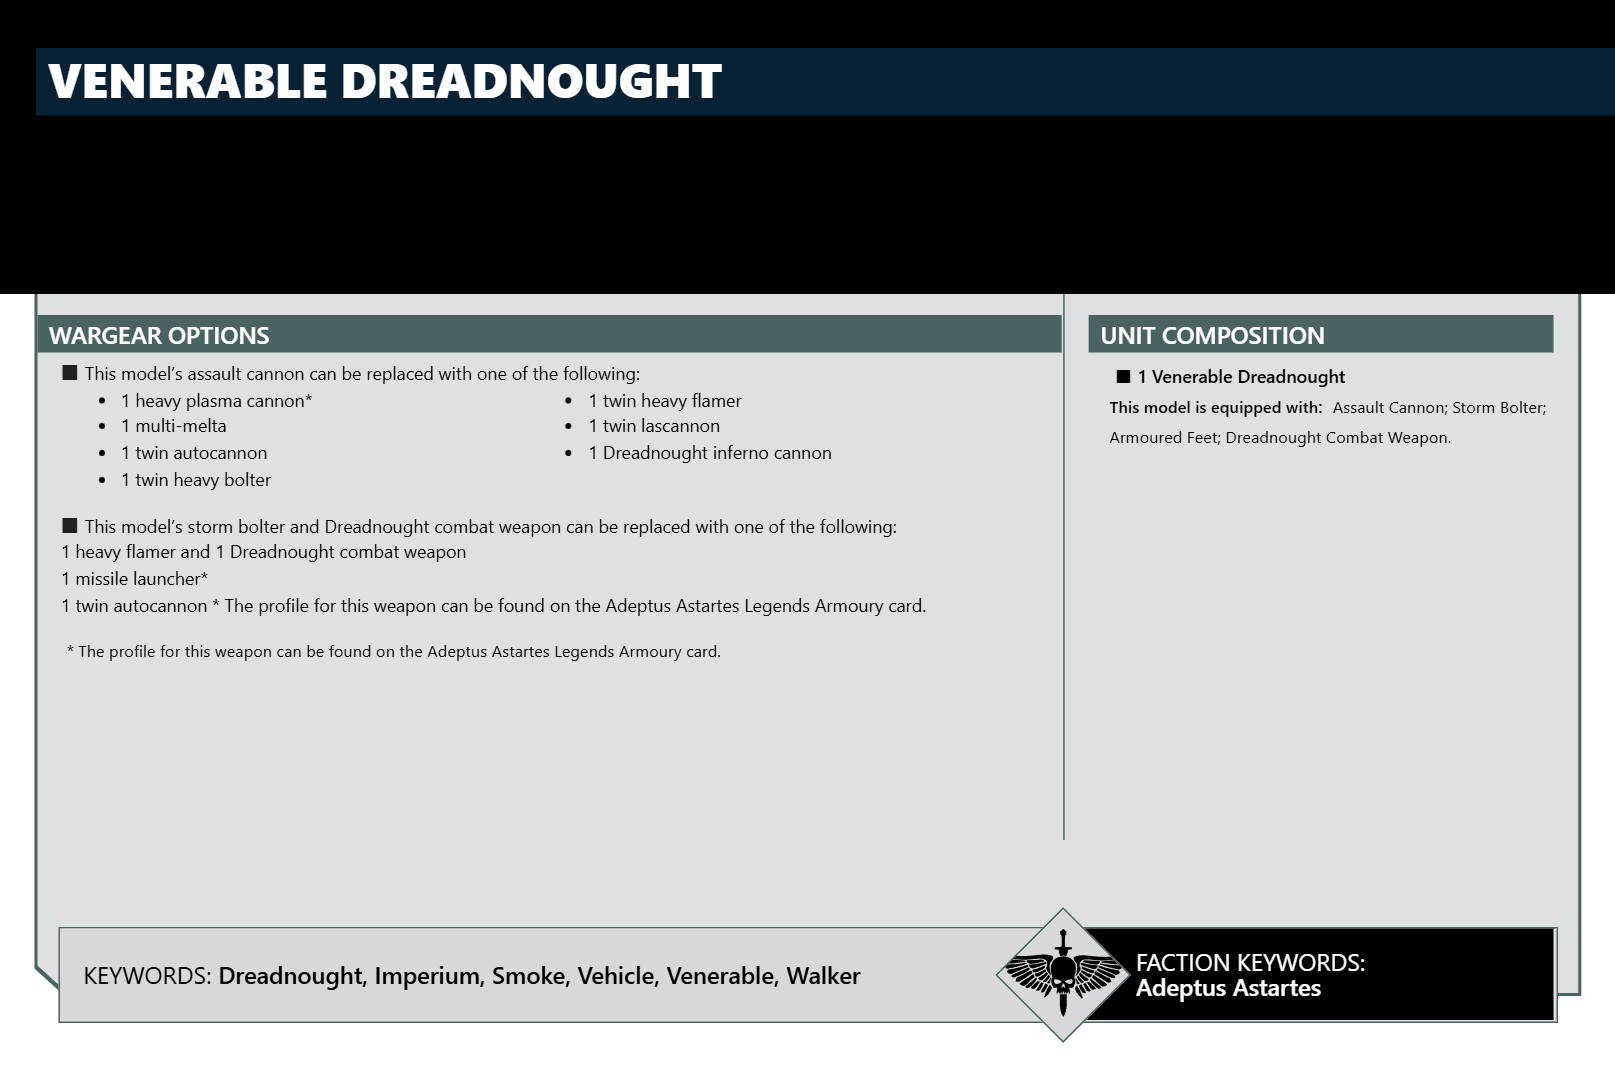 VENERABLE DREADNOUGHT
WARGEAR OPTIONS
■ This model's assault cannon can be replaced with one of the following:
• 1 heavy plasma cannon*
• 1 multi-melta
• 1 twin autocannon
• 1 twin heavy bolter
• 1 twin heavy flamer
• 1 twin lascannon
• 1 Dreadnought inferno cannon
■ This model's storm bolter and Dreadnought combat weapon can be replaced with one of the following:
1 heavy flamer and 1 Dreadnought combat weapon
1 missile launcher*
1 twin autocannon * The profile for this weapon can be found on the Adeptus Astartes Legends Armoury card.
* The profile for this weapon can be found on the Adeptus Astartes Legends Armoury card.
UNIT COMPOSITION
■ 1 Venerable Dreadnought
This model is equipped with: Assault Cannon; Storm Bolter;
Armoured Feet; Dreadnought Combat Weapon.
KEYWORDS: Dreadnought, Imperium, Smoke, Vehicle, Venerable, Walker
FACTION KEYWORDS:
Adeptus Astartes